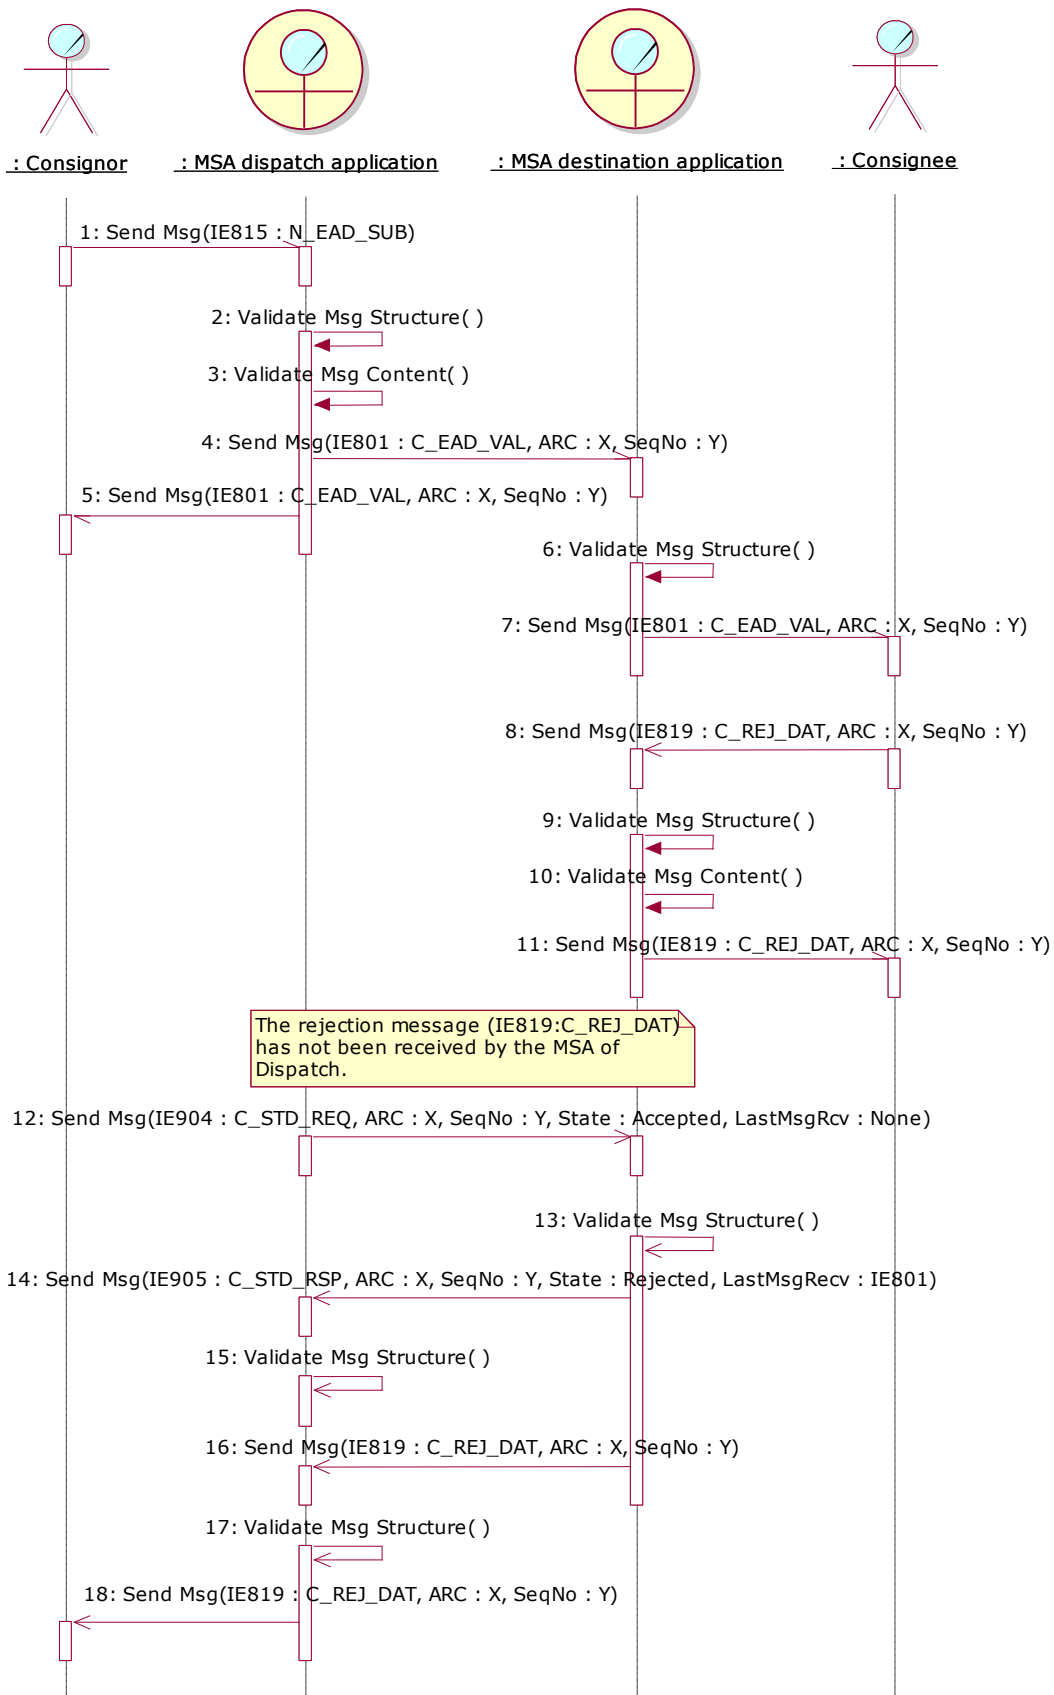 : Consignor
: MSA dispatch application
: MSA destination application
: Consignee
1: Send Msg(IE815 : N_EAD_SUB)
2: Validate Msg Structure( )
3: Validate Msg Content( )
4: Send Msg(IE801 : C_EAD_VAL, ARC : X, SeqNo : Y)
5: Send Msg(IE801 : C_EAD_VAL, ARC : X, SeqNo : Y)
6: Validate Msg Structure( )
7: Send Msg(IE801 : C_EAD_VAL, ARC : X, SeqNo : Y)
8: Send Msg(IE819 : C_REJ_DAT, ARC : X, SeqNo : Y)
9: Validate Msg Structure( )
10: Validate Msg Content( )
11: Send Msg(IE819 : C_REJ_DAT, ARC : X, SeqNo : Y)
The rejection message (IE819:C_REJ_DAT)
has not been received by the MSA of
Dispatch.
12: Send Msg(IE904 : C_STD_REQ, ARC : X, SeqNo : Y, State : Accepted, LastMsgRcv : None)
13: Validate Msg Structure( )
14: Send Msg(IE905 : C_STD_RSP, ARC : X, SeqNo : Y, State : Rejected, LastMsgRecv : IE801)
15: Validate Msg Structure( )
16: Send Msg(IE819 : C_REJ_DAT, ARC : X, SeqNo : Y)
17: Validate Msg Structure( )
18: Send Msg(IE819 : C_REJ_DAT, ARC : X, SeqNo : Y)